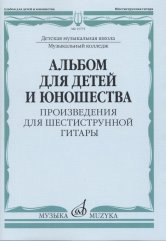 Альбом для детей и юношества
Шестиструнная гитара
Детская музыкальная школа
Музыкальный колледж
АЛЬБОМ
ДЛЯ ДЕТЕЙ
И ЮНОШЕСТВА
ПРОИЗВЕДЕНИЯ
ДЛЯ ШЕСТИСТРУННОЙ
ГИТАРЫ
МУЗЫКА
MUZYKA